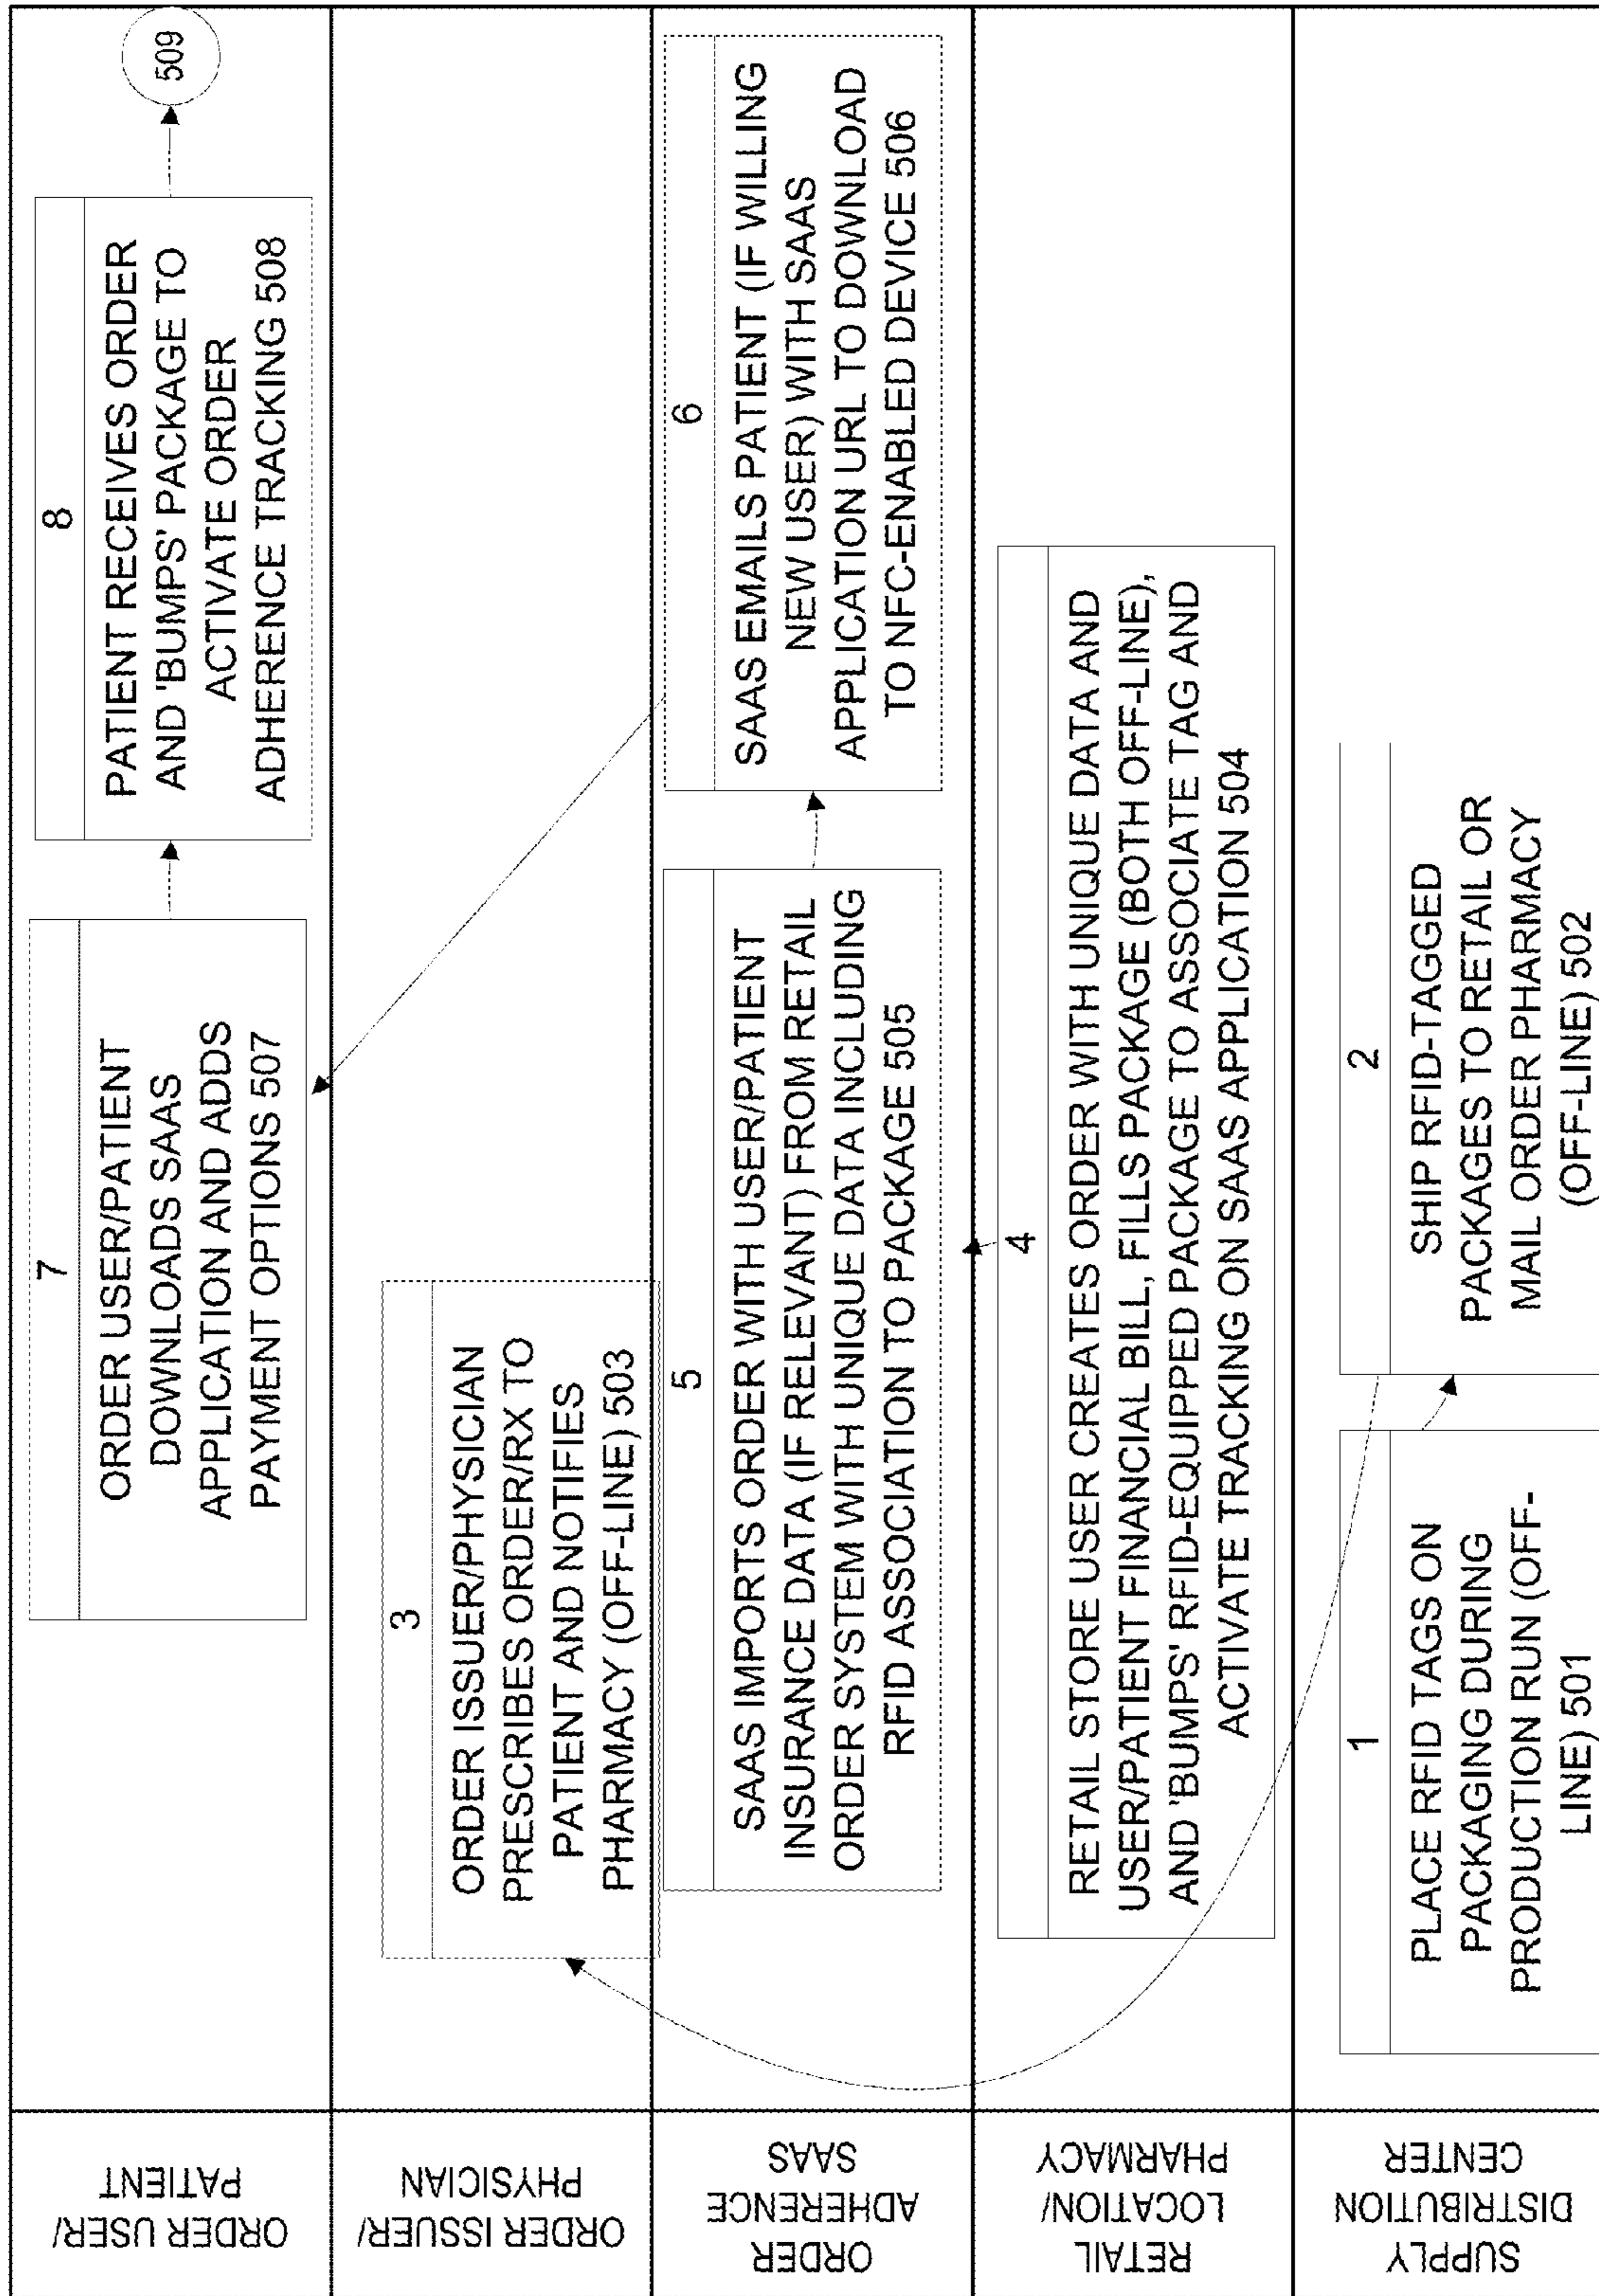 ORDER USER/
PATIENT
7
ORDER USER/PATIENT
DOWNLOADS SAAS
APPLICATION AND ADDS
PAYMENT OPTIONS 507
8
PATIENT RECEIVES ORDER
AND 'BUMPS' PACKAGE TO
ACTIVATE ORDER
ADHERENCE TRACKING 508
509
ORDER ISSUER/
PHYSICIAN
3
ORDER ISSUER/PHYSICIAN
PRESCRIBES ORDER/RX TO
PATIENT AND NOTIFIES
PHARMACY (OFF-LINE) 503
ORDER
ADHERENCE
SAAS
5
SAAS IMPORTS ORDER WITH USER/PATIENT
INSURANCE DATA (IF RELEVANT) FROM RETAIL
ORDER SYSTEM WITH UNIQUE DATA INCLUDING
RFID ASSOCIATION TO PACKAGE 505
6
SAAS EMAILS PATIENT (IF WILLING
NEW USER) WITH SAAS
APPLICATION URL TO DOWNLOAD
TO NFC-ENABLED DEVICE 506
RETAIL
LOCATION/
PHARMACY
4
RETAIL STORE USER CREATES ORDER WITH UNIQUE DATA AND
USER/PATIENT FINANCIAL BILL, FILLS PACKAGE (BOTH OFF-LINE),
AND 'BUMPS' RFID-EQUIPPED PACKAGE TO ASSOCIATE TAG AND
ACTIVATE TRACKING ON SAAS APPLICATION 504
SUPPLY
DISTRIBUTION
CENTER
1
PLACE RFID TAGS ON
PACKAGING DURING
PRODUCTION RUN (OFF-
LINE) 501
2
SHIP RFID-TAGGED
PACKAGES TO RETAIL OR
MAIL ORDER PHARMACY
(OFF-LINE) 502